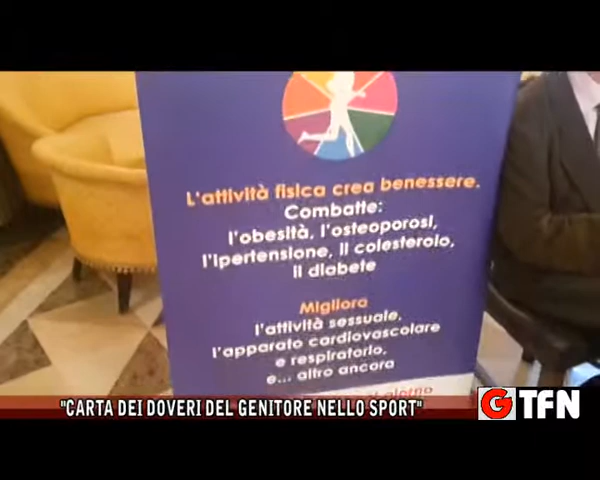 L'attività fisica crea benessere.
Combatte:
l'obesità, l'osteoporosi,
l'ipertensione, il colesterolo,
il diabete
Migliora
l'attività sessuale,
l'apparato cardiovascolare
e respiratorio,
e... altro ancora
"CARTA DEI DOVERI DEL GENITORE NELLO SPORT"
G TFN